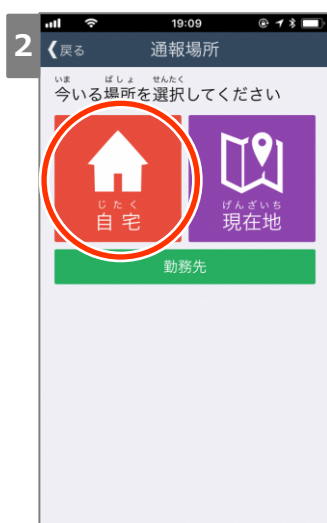 2
19:09
戻る
通報場所
いま ばしょ せんたく
今いる場所を選択してください
じたく
自宅
げんざいち
現在地
勤務先